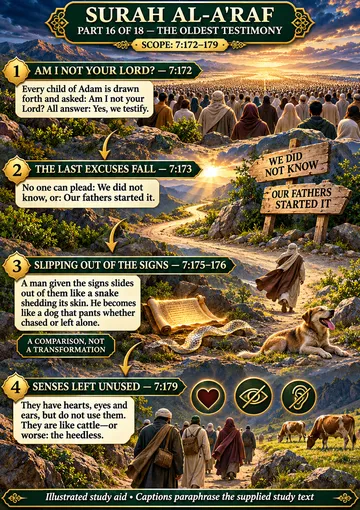 SURAH AL-A'RAF
PART 16 OF 18 — THE OLDEST TESTIMONY
SCOPE: 7:172–179
1 AM I NOT YOUR LORD? — 7:172
Every child of Adam is drawn
forth and asked: Am I not your
Lord? All answer: Yes, we testify.
2 THE LAST EXCUSES FALL — 7:173
No one can plead: We did not
know, or: Our fathers started it.
WE DID
NOT KNOW
OUR FATHERS
STARTED IT
3 SLIPPING OUT OF THE SIGNS — 7:175–176
A man given the signs slides
out of them like a snake
shedding its skin. He becomes
like a dog that pants whether
chased or left alone.
A COMPARISON, NOT
A TRANSFORMATION
4 SENSES LEFT UNUSED — 7:179
They have hearts, eyes and
ears, but do not use them.
They are like cattle—or
worse: the heedless.
Illustrated study aid • Captions paraphrase the supplied study text